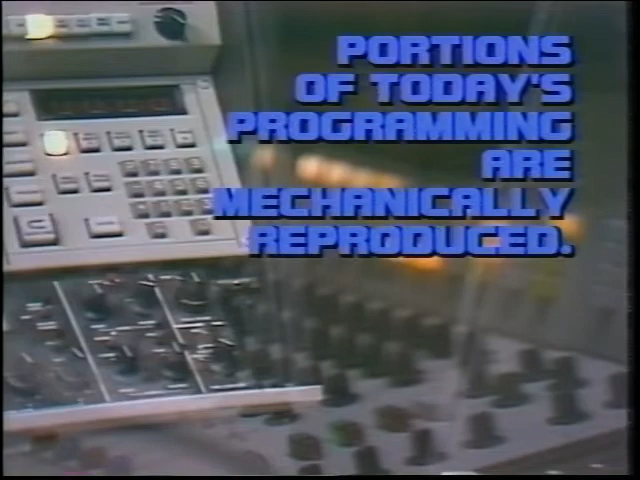 PORTIONS
OF TODAY'S
PROGRAMMING
ARE
MECHANICALLY
REPRODUCED.